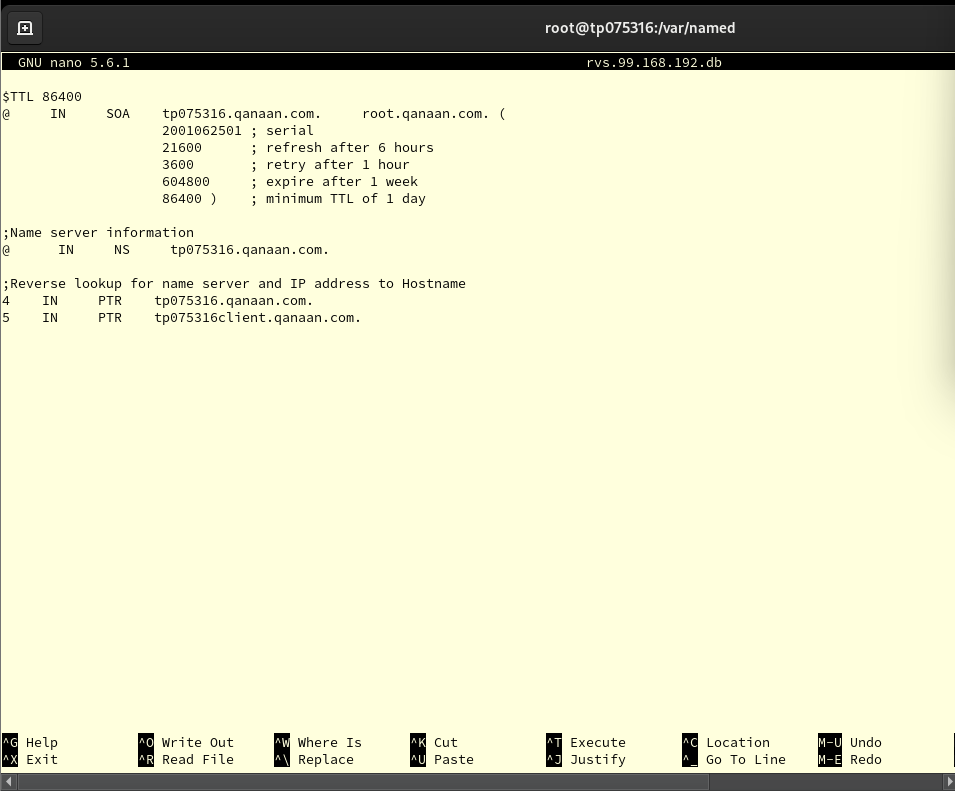 root@tp075316:/var/named
GNU nano 5.6.1 rvs.99.168.192.db
$TTL 86400
@ IN SOA tp075316.qanaan.com. root.qanaan.com. (
2001062501 ; serial
21600 ; refresh after 6 hours
3600 ; retry after 1 hour
604800 ; expire after 1 week
86400 ) ; minimum TTL of 1 day
;Name server information
@ IN NS tp075316.qanaan.com.
;Reverse lookup for name server and IP address to Hostname
4 IN PTR tp075316.qanaan.com.
5 IN PTR tp075316client.qanaan.com.
^G Help ^O Write Out ^W Where Is ^K Cut ^T Execute ^C Location M-U Undo
^X Exit ^R Read File ^\ Replace ^U Paste ^J Justify ^_ Go To Line M-E Redo